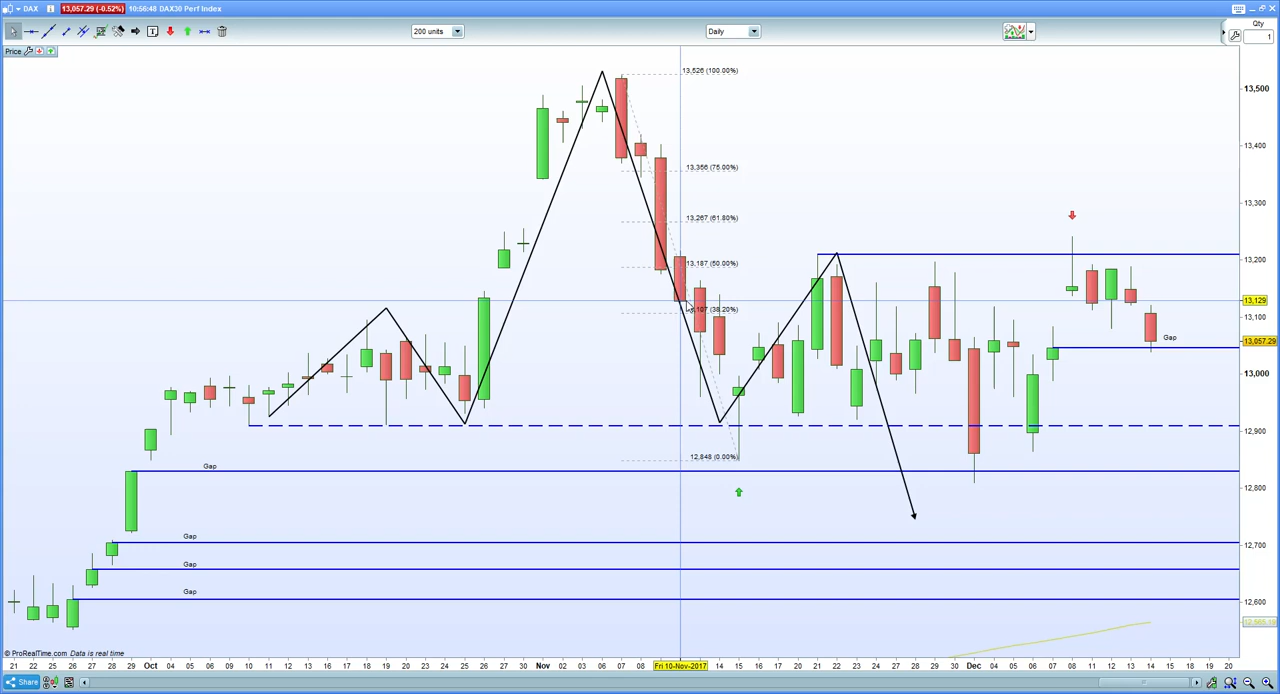 DAX 13,057.29 (-0.52%) 10:56:48 DAX30 Perf Index
200 units Daily Qty
1
Price
13,526 (100.00%)
13,356 (75.00%)
13,267 (61.80%)
13,187 (50.00%)
13,107 (38.20%)
12,848 (0.00%)
Gap
Gap
Gap
Gap
Gap
13,500
13,400
13,300
13,200
13,129
13,100
13,057.29
13,000
12,900
12,800
12,700
12,600
© ProRealTime.com Data is real time
21 22 25 26 27 28 29 Oct 04 05 06 09 10 11 12 13 16 17 18 19 20 23 24 25 26 27 30 Nov 02 03 06 07 08 Fri 10-Nov-2017 13 14 15 16 17 20 21 22 23 24 27 28 29 30 Dec 04 05 06 07 08 11 12 13 14 15 18 19 20
Share